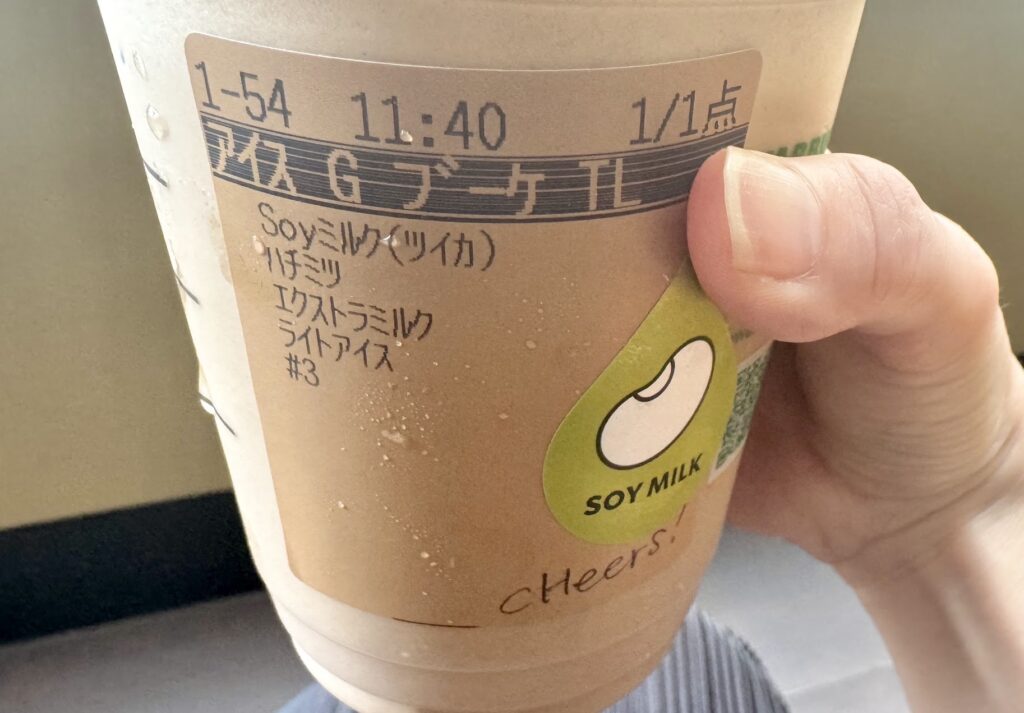 1-54 11:40 1/1点
アイス G ブーケ TL
Soyミルク(ツイカ)
ハチミツ
エクストラミルク
ライトアイス
#3
SOY MILK
cHeers!